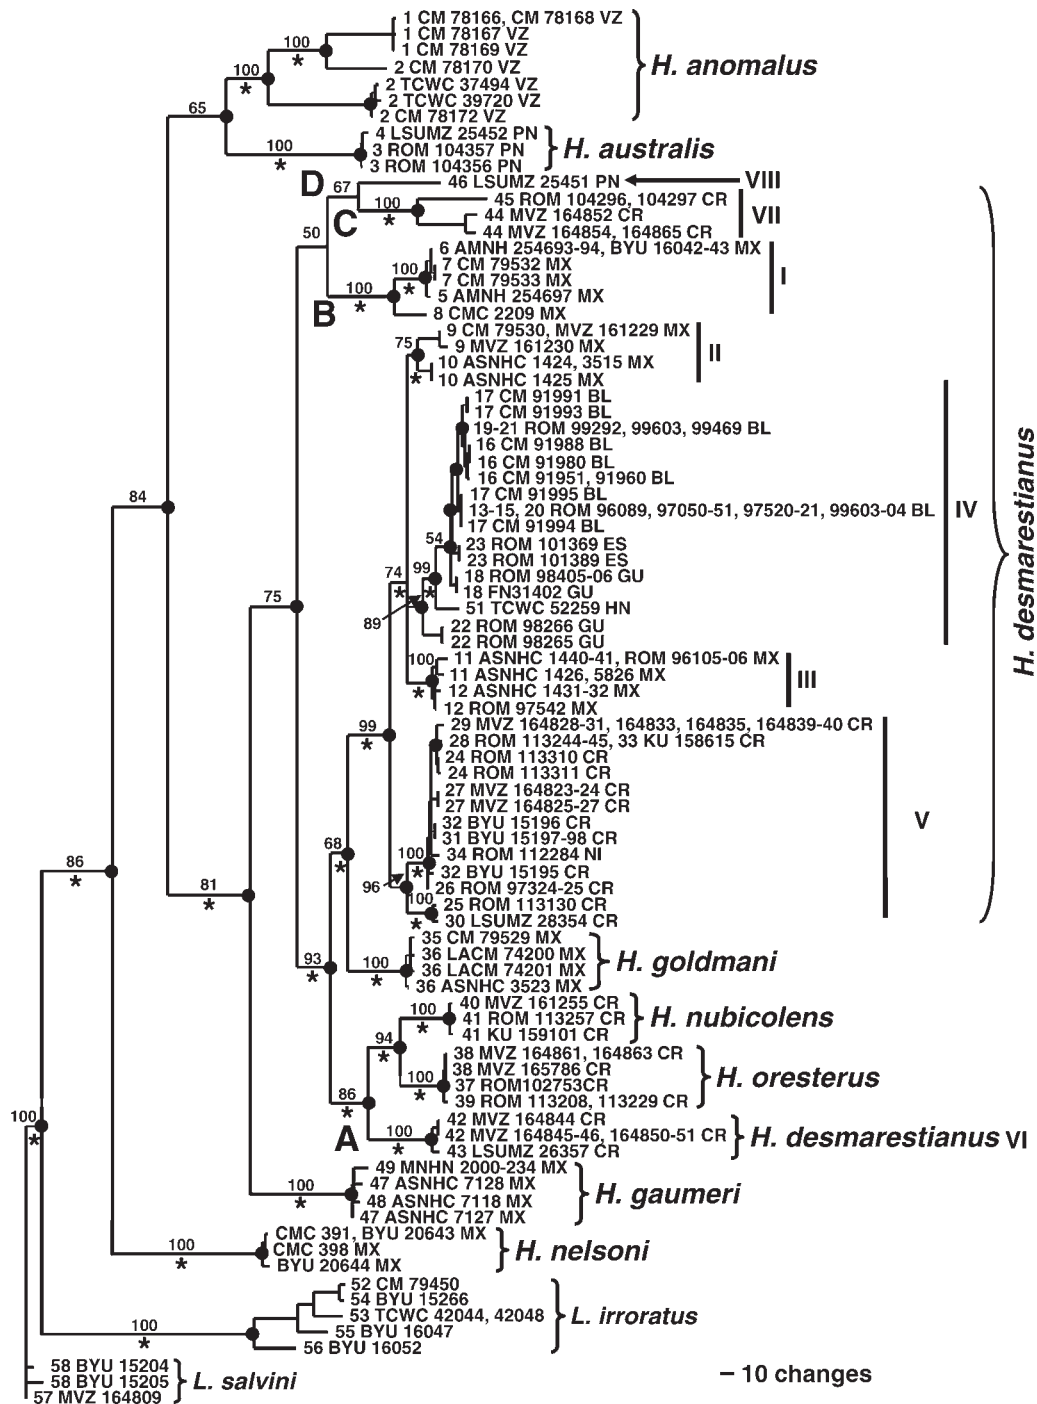 1 CM 78166, CM 78168 VZ
1 CM 78167 VZ
1 CM 78169 VZ
2 CM 78170 VZ
2 TCWC 37494 VZ
2 TCWC 39720 VZ
2 CM 78172 VZ
H. anomalus
100
*
100
*
65
4 LSUMZ 25452 PN
3 ROM 104357 PN
3 ROM 104356 PN
H. australis
100
*
D
67
46 LSUMZ 25451 PN
VIII
45 ROM 104296, 104297 CR
44 MVZ 164852 CR
44 MVZ 164854, 164865 CR
VII
C
100
*
50
6 AMNH 254693-94, BYU 16042-43 MX
7 CM 79532 MX
7 CM 79533 MX
5 AMNH 254697 MX
8 CMC 2209 MX
I
100
*
100
*
B
9 CM 79530, MVZ 161229 MX
9 MVZ 161230 MX
10 ASNHC 1424, 3515 MX
10 ASNHC 1425 MX
II
75
*
17 CM 91991 BL
17 CM 91993 BL
19-21 ROM 99292, 99603, 99469 BL
16 CM 91988 BL
16 CM 91980 BL
16 CM 91951, 91960 BL
17 CM 91995 BL
13-15, 20 ROM 96089, 97050-51, 97520-21, 99603-04 BL
17 CM 91994 BL
23 ROM 101369 ES
23 ROM 101389 ES
18 ROM 98405-06 GU
18 FN31402 GU
51 TCWC 52259 HN
22 ROM 98266 GU
22 ROM 98265 GU
IV
H. desmarestianus
54
99
*
74
*
89
84
75
11 ASNHC 1440-41, ROM 96105-06 MX
11 ASNHC 1426, 5826 MX
12 ASNHC 1431-32 MX
12 ROM 97542 MX
III
100
*
29 MVZ 164828-31, 164833, 164835, 164839-40 CR
28 ROM 113244-45, 33 KU 158615 CR
24 ROM 113310 CR
24 ROM 113311 CR
27 MVZ 164823-24 CR
27 MVZ 164825-27 CR
32 BYU 15196 CR
31 BYU 15197-98 CR
34 ROM 112284 NI
32 BYU 15195 CR
26 ROM 97324-25 CR
25 ROM 113130 CR
30 LSUMZ 28354 CR
V
99
*
68
*
100
*
96
100
*
86
*
81
*
35 CM 79529 MX
36 LACM 74200 MX
36 LACM 74201 MX
36 ASNHC 3523 MX
H. goldmani
93
*
100
*
40 MVZ 161255 CR
41 ROM 113257 CR
41 KU 159101 CR
H. nubicolens
100
*
94
*
38 MVZ 164861, 164863 CR
38 MVZ 165786 CR
37 ROM102753CR
39 ROM 113208, 113229 CR
H. oresterus
100
*
86
*
A
42 MVZ 164844 CR
42 MVZ 164845-46, 164850-51 CR
43 LSUMZ 26357 CR
H. desmarestianus VI
100
*
100
*
49 MNHN 2000-234 MX
47 ASNHC 7128 MX
48 ASNHC 7118 MX
47 ASNHC 7127 MX
H. gaumeri
100
*
CMC 391, BYU 20643 MX
CMC 398 MX
BYU 20644 MX
H. nelsoni
100
*
52 CM 79450
54 BYU 15266
53 TCWC 42044, 42048
55 BYU 16047
56 BYU 16052
L. irroratus
100
*
58 BYU 15204
58 BYU 15205
57 MVZ 164809
L. salvini
– 10 changes